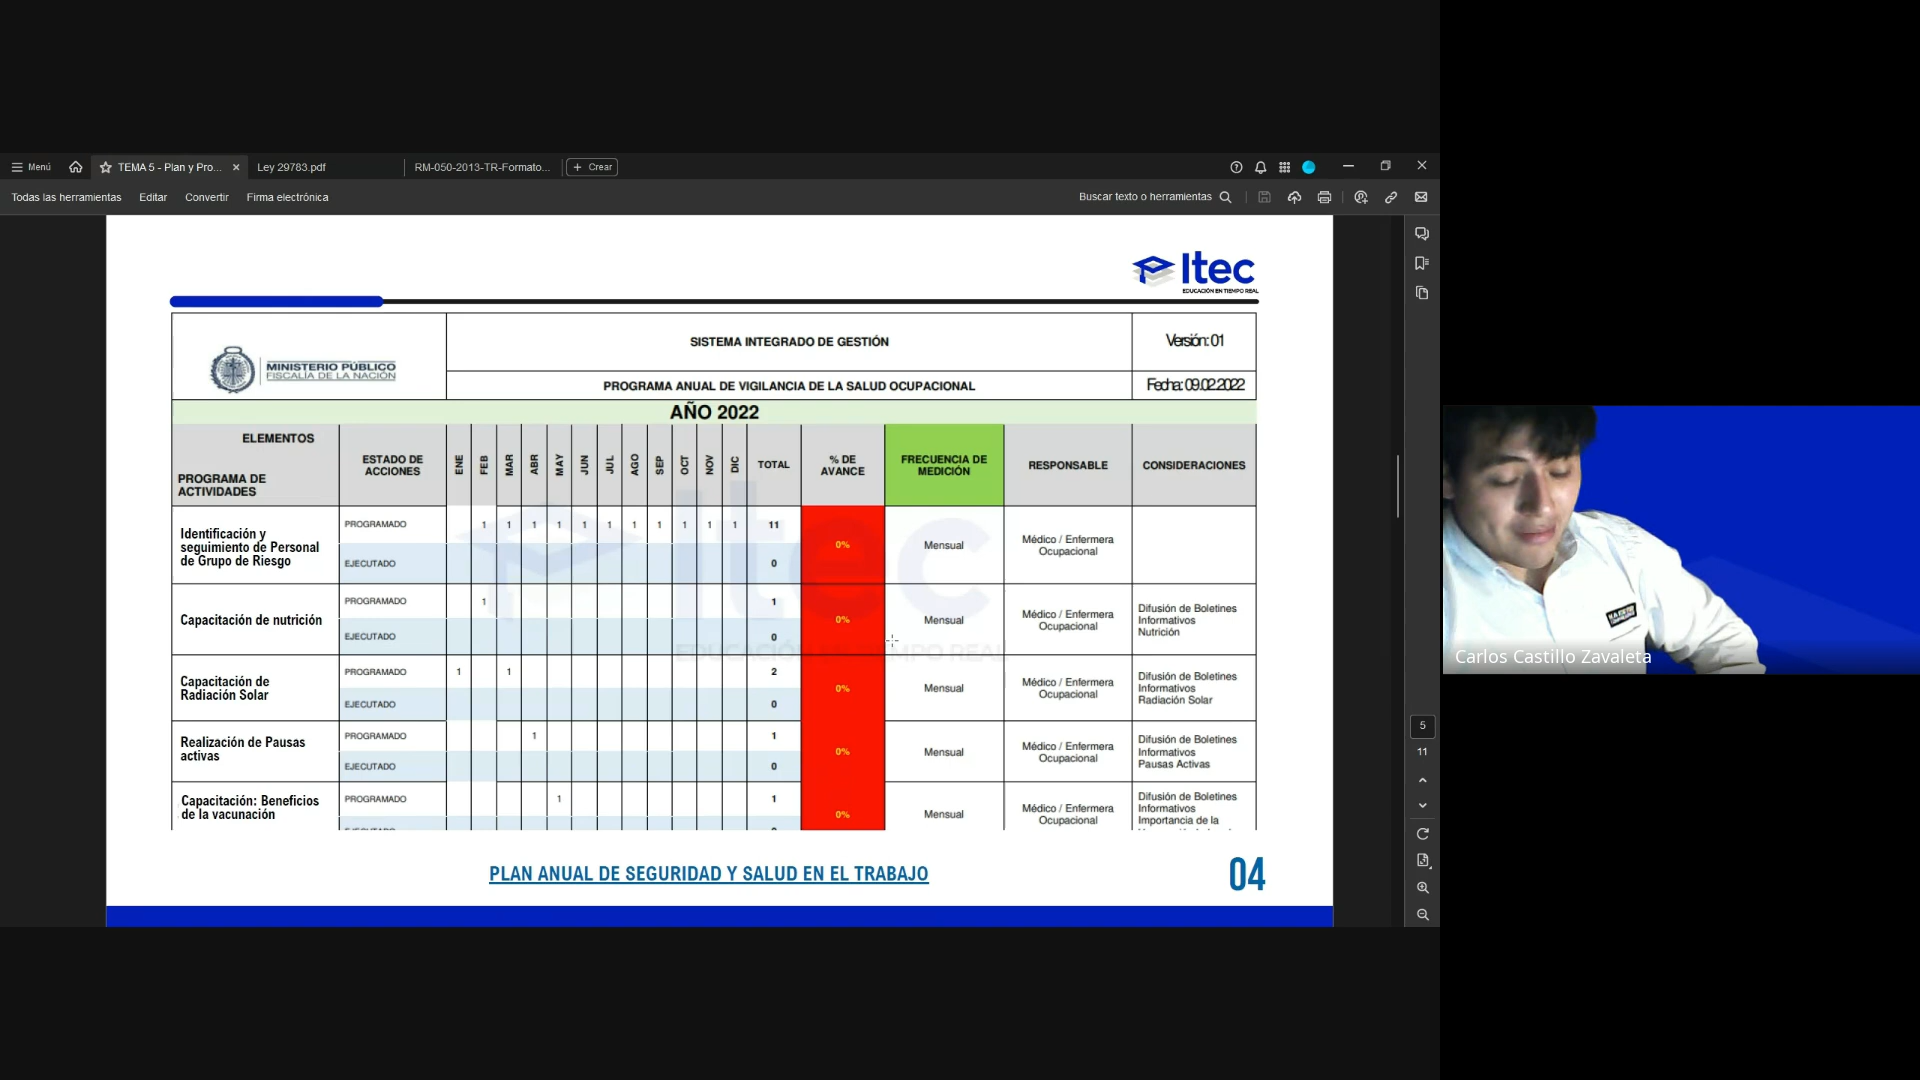 Menú
TEMA 5 - Plan y Pro...
Ley 29783.pdf
RM-050-2013-TR-Formato...
+ Crear
Todas las herramientas
Editar
Convertir
Firma electrónica
Buscar texto o herramientas
Itec
EDUCACIÓN EN TIEMPO REAL
MINISTERIO PÚBLICO
FISCALÍA DE LA NACIÓN
SISTEMA INTEGRADO DE GESTIÓN
Versión: 01
PROGRAMA ANUAL DE VIGILANCIA DE LA SALUD OCUPACIONAL
Fecha: 09.02.2022
AÑO 2022
ELEMENTOS
PROGRAMA DE
ACTIVIDADES
ESTADO DE
ACCIONES
ENE
FEB
MAR
ABR
MAY
JUN
JUL
AGO
SEP
OCT
NOV
DIC
TOTAL
% DE
AVANCE
FRECUENCIA DE
MEDICIÓN
RESPONSABLE
CONSIDERACIONES
Identificación y
seguimiento de Personal
de Grupo de Riesgo
PROGRAMADO 1 1 1 1 1 1 1 1 1 1 1 11
EJECUTADO 0
0%
Mensual
Médico / Enfermera
Ocupacional
Capacitación de nutrición
PROGRAMADO 1 1
EJECUTADO 0
0%
Mensual
Médico / Enfermera
Ocupacional
Difusión de Boletines
Informativos
Nutrición
Capacitación de
Radiación Solar
PROGRAMADO 1 1 2
EJECUTADO 0
0%
Mensual
Médico / Enfermera
Ocupacional
Difusión de Boletines
Informativos
Radiación Solar
Realización de Pausas
activas
PROGRAMADO 1 1
EJECUTADO 0
0%
Mensual
Médico / Enfermera
Ocupacional
Difusión de Boletines
Informativos
Pausas Activas
Capacitación: Beneficios
de la vacunación
PROGRAMADO 1 1
0%
Mensual
Médico / Enfermera
Ocupacional
Difusión de Boletines
Informativos
Importancia de la
Itec
EDUCACIÓN EN TIEMPO REAL
PLAN ANUAL DE SEGURIDAD Y SALUD EN EL TRABAJO
04
5
11
Carlos Castillo Zavaleta